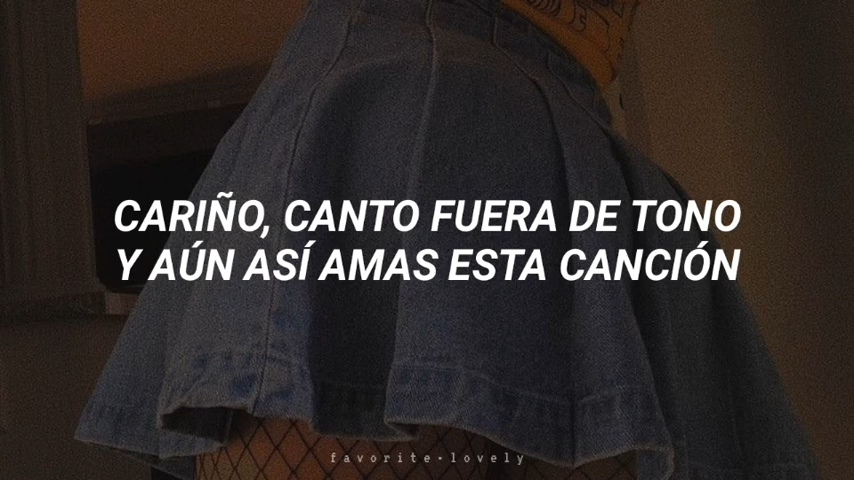 CARIÑO, CANTO FUERA DE TONO
Y AÚN ASÍ AMAS ESTA CANCIÓN
favorite·lovely